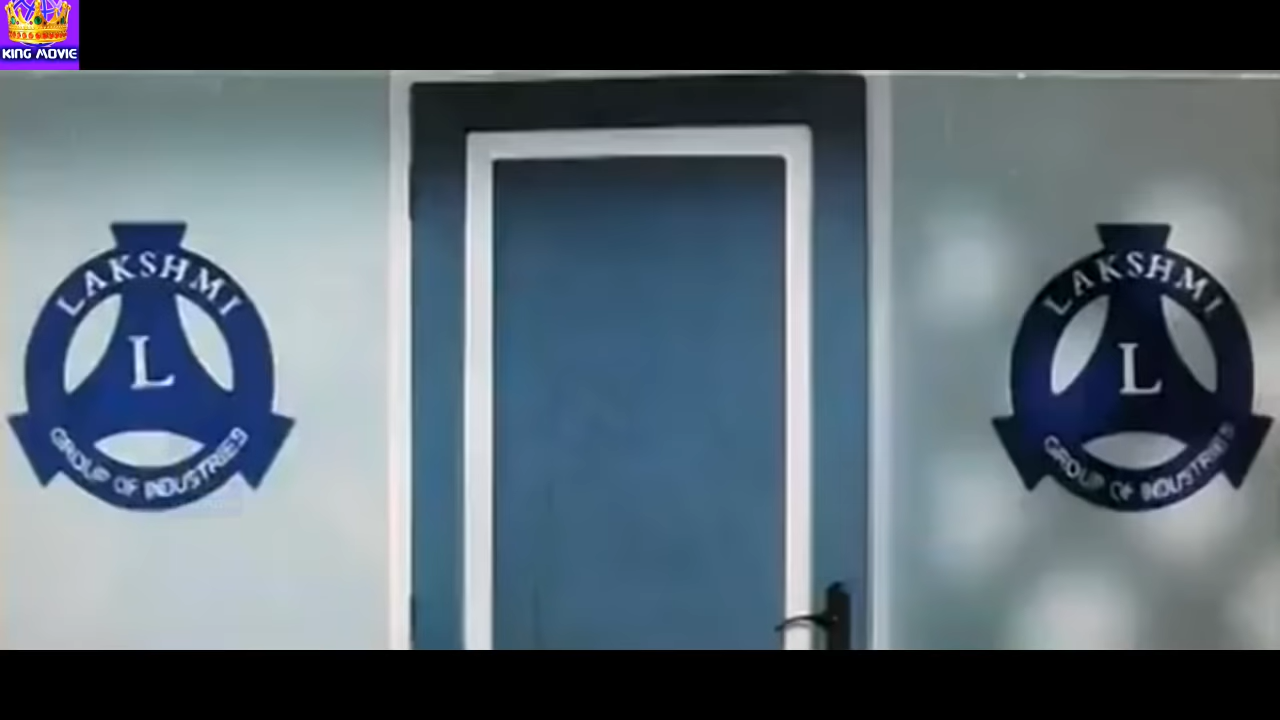 KING MOVIE
LAKSHMI
L
GROUP OF INDUSTRIES
LAKSHMI
L
GROUP OF INDUSTRIES